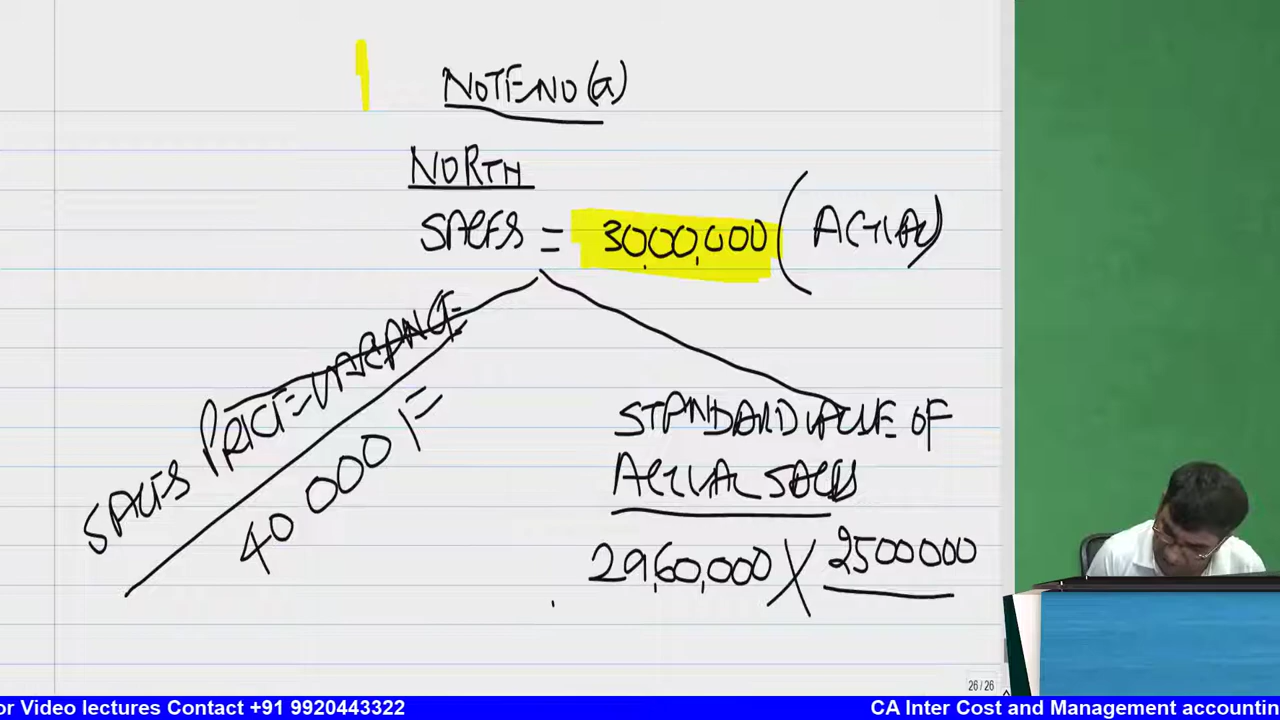 NOTE NO (a)
NORTH
SALES = 30,00,000 (ACTUAL)
SALES PRICE VARIANCE
40 000 F
STANDARD VALUE OF
ACTUAL SALES
29,60,000 X 2500000
26 / 26
or Video lectures Contact +91 9920443322
CA Inter Cost and Management accountin